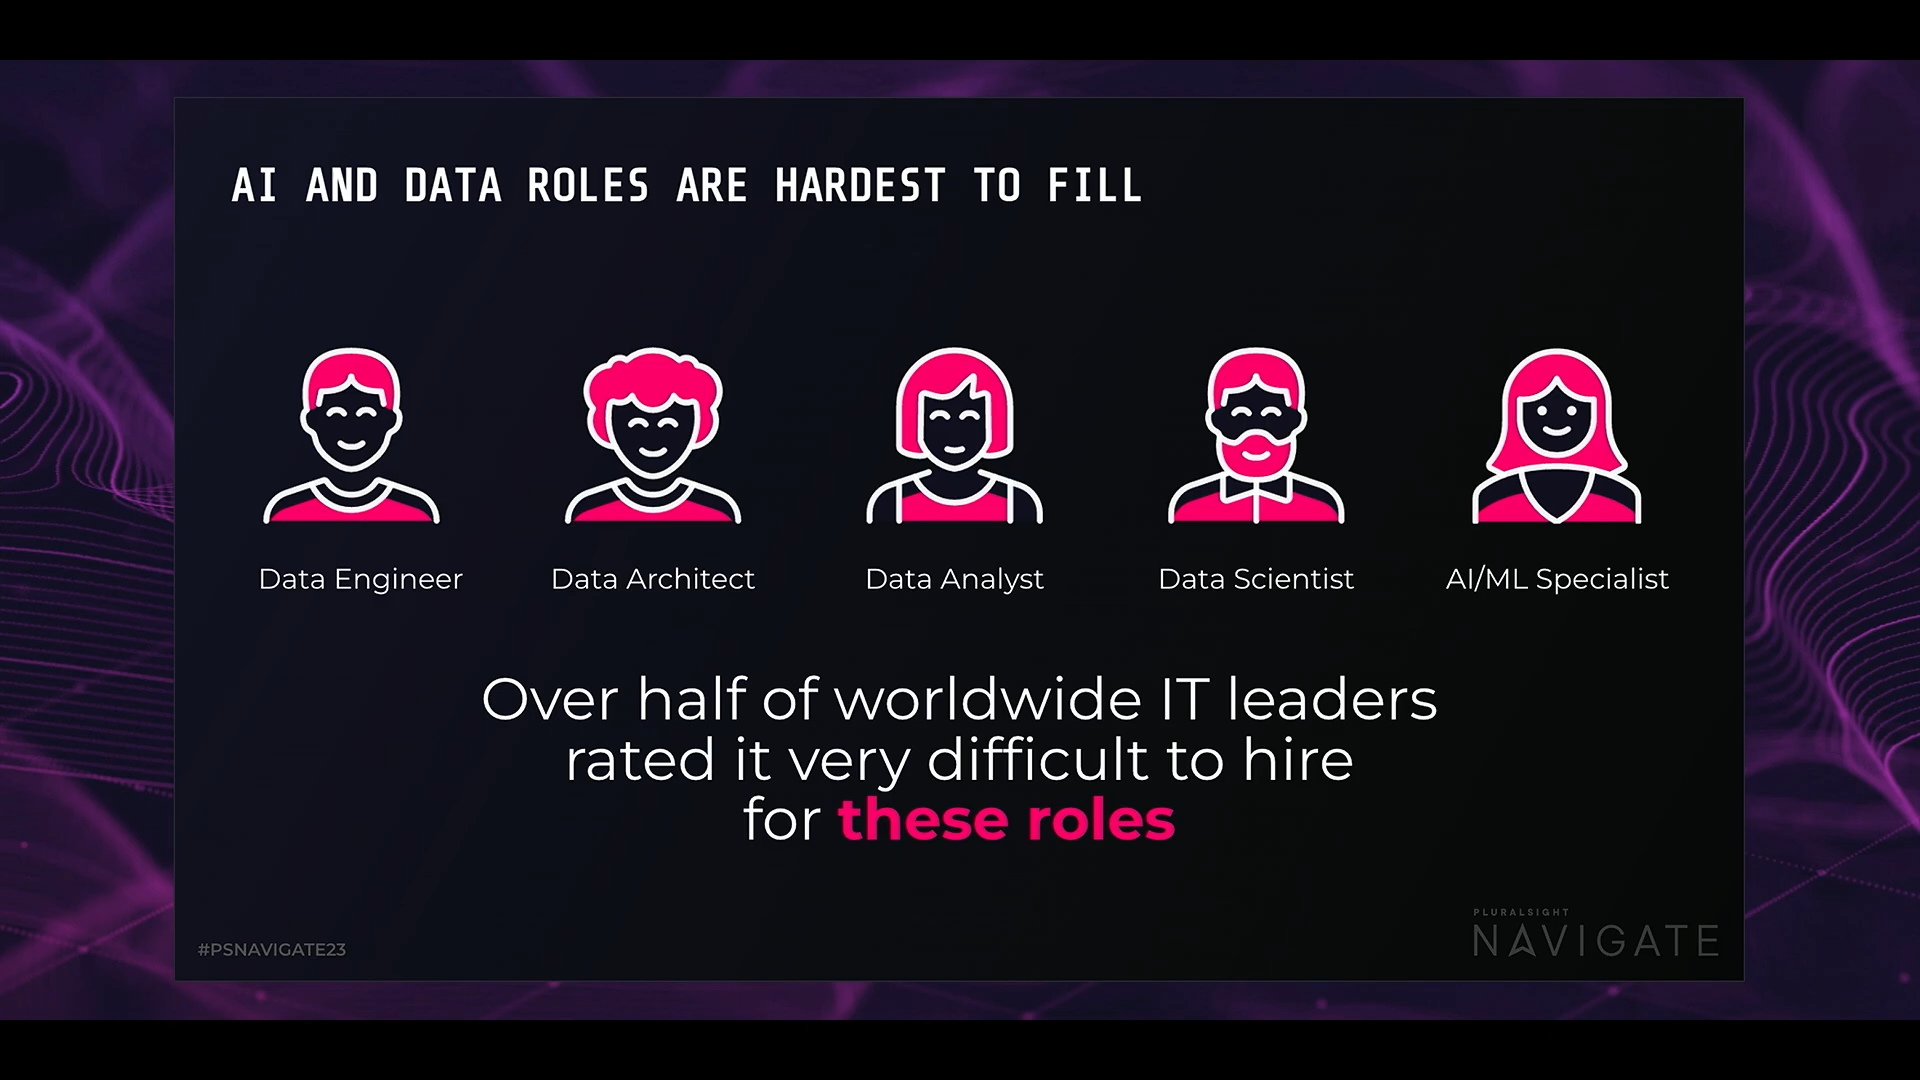 AI AND DATA ROLES ARE HARDEST TO FILL
Data Engineer
Data Architect
Data Analyst
Data Scientist
AI/ML Specialist
Over half of worldwide IT leaders
rated it very difficult to hire
for these roles
#PSNAVIGATE23
PLURALSIGHT
NAVIGATE